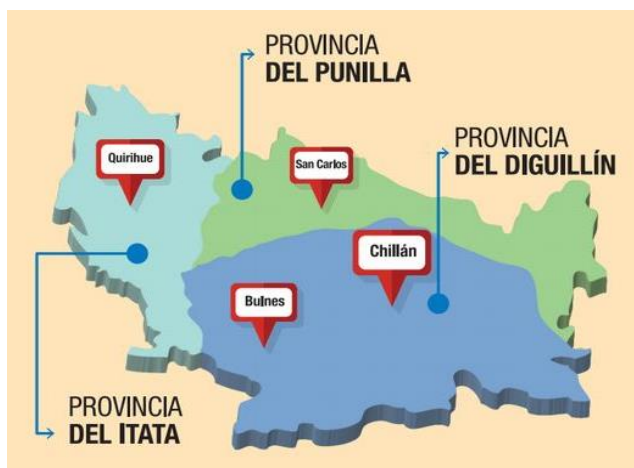 PROVINCIA
DEL PUNILLA
PROVINCIA
DEL DIGUILLÍN
Quirihue
San Carlos
Chillán
Bulnes
PROVINCIA
DEL ITATA